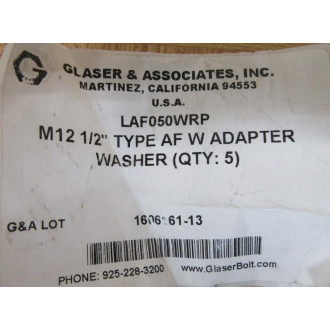 G
GLASER & ASSOCIATES, INC.
MARTINEZ, CALIFORNIA 94553
U.S.A.
LAF050WRP
M12 1/2" TYPE AF W ADAPTER
WASHER (QTY: 5)
G&A LOT
PHONE: 925-228-3200
www.GlaserBolt.com